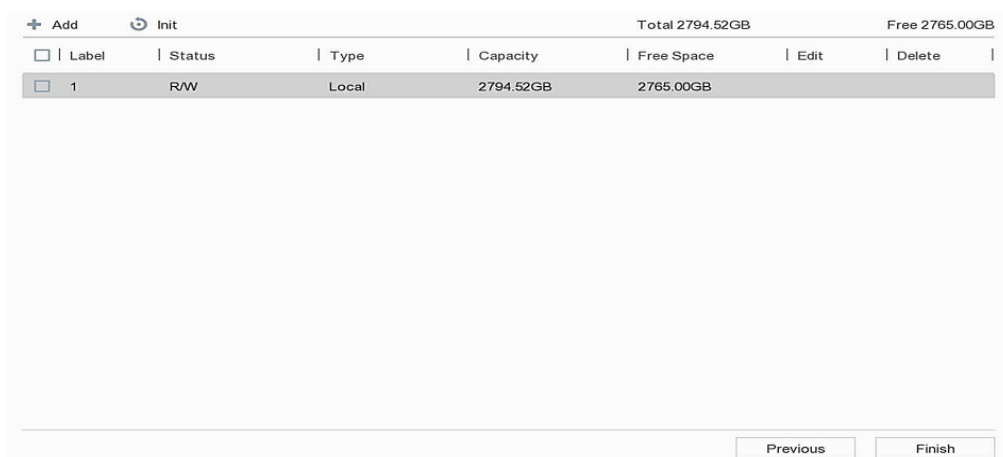 Add Init Total 2794.52GB Free 2765.00GB
Label Status Type Capacity Free Space Edit Delete
1 R/W Local 2794.52GB 2765.00GB
Previous Finish